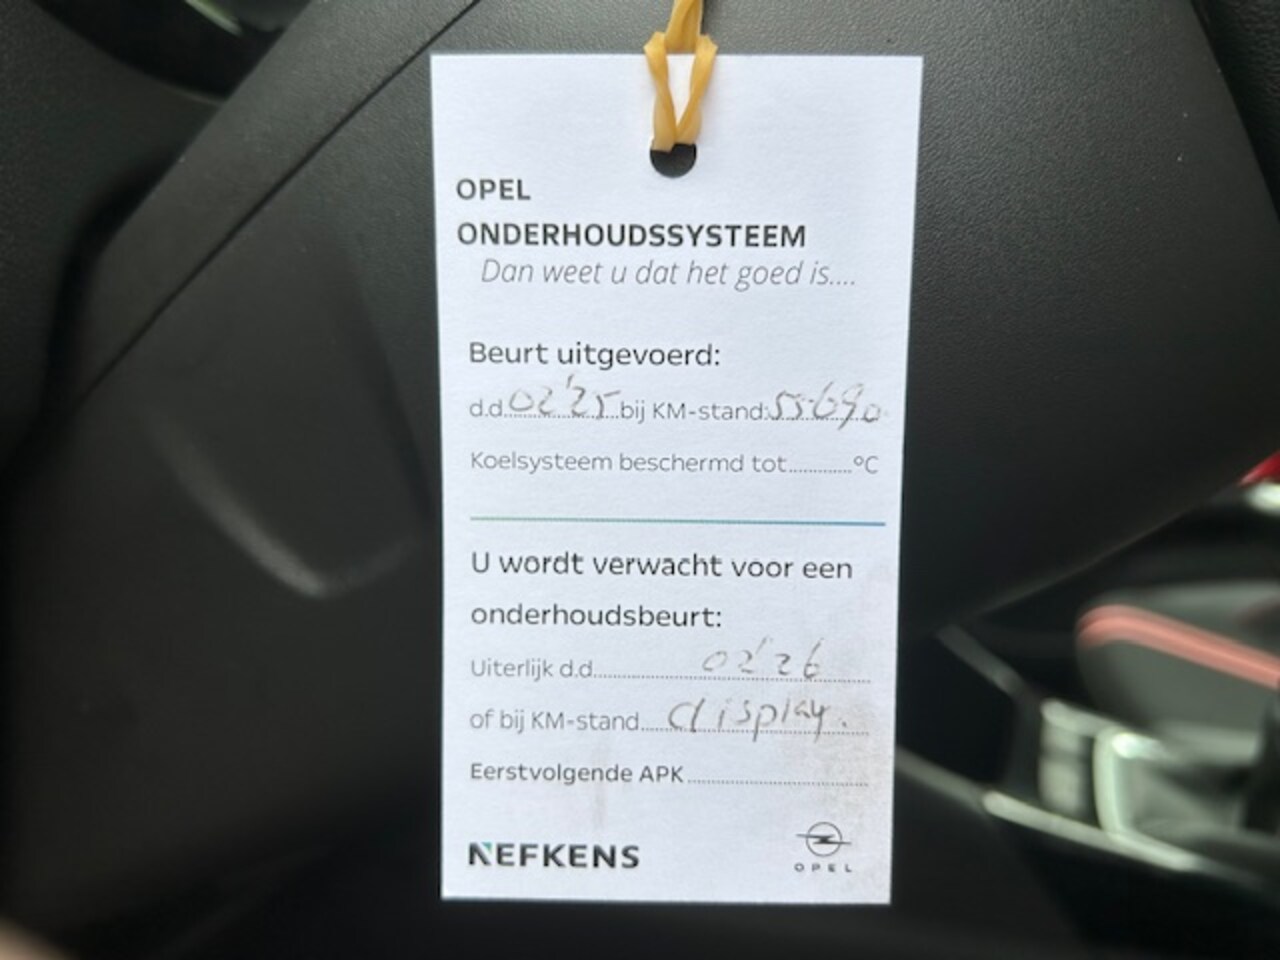 OPEL
ONDERHOUDSSYSTEEM
Dan weet u dat het goed is....
Beurt uitgevoerd:
d.d. 02'25 bij KM-stand: 55690
Koelsysteem beschermd tot............°C
U wordt verwacht voor een
onderhoudsbeurt:
Uiterlijk d.d. 02'26
of bij KM-stand display.
Eerstvolgende APK
NEFKENS
OPEL